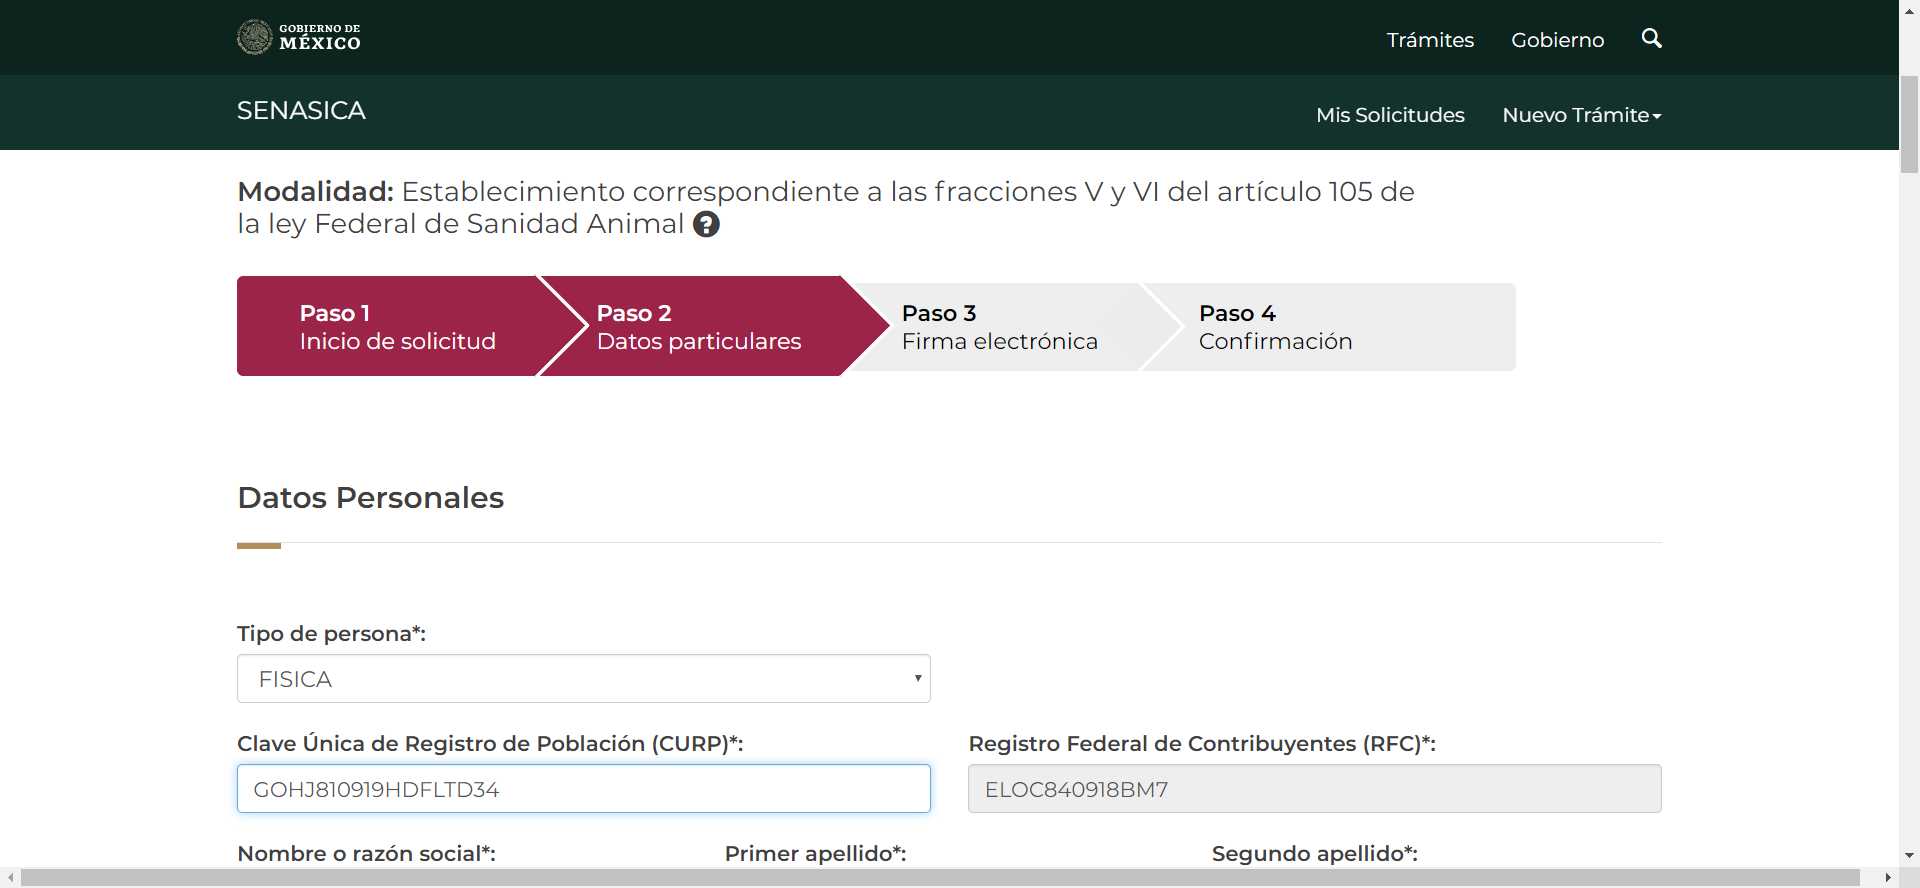 GOBIERNO DE
MÉXICO
Trámites
Gobierno
SENASICA
Mis Solicitudes
Nuevo Trámite
Modalidad: Establecimiento correspondiente a las fracciones V y VI del artículo 105 de
la ley Federal de Sanidad Animal ?
Paso 1
Inicio de solicitud
Paso 2
Datos particulares
Paso 3
Firma electrónica
Paso 4
Confirmación
Datos Personales
Tipo de persona*:
FISICA
Clave Única de Registro de Población (CURP)*:
Registro Federal de Contribuyentes (RFC)*:
GOHJ810919HDFLTD34
ELOC840918BM7
Nombre o razón social*:
Primer apellido*:
Segundo apellido*: